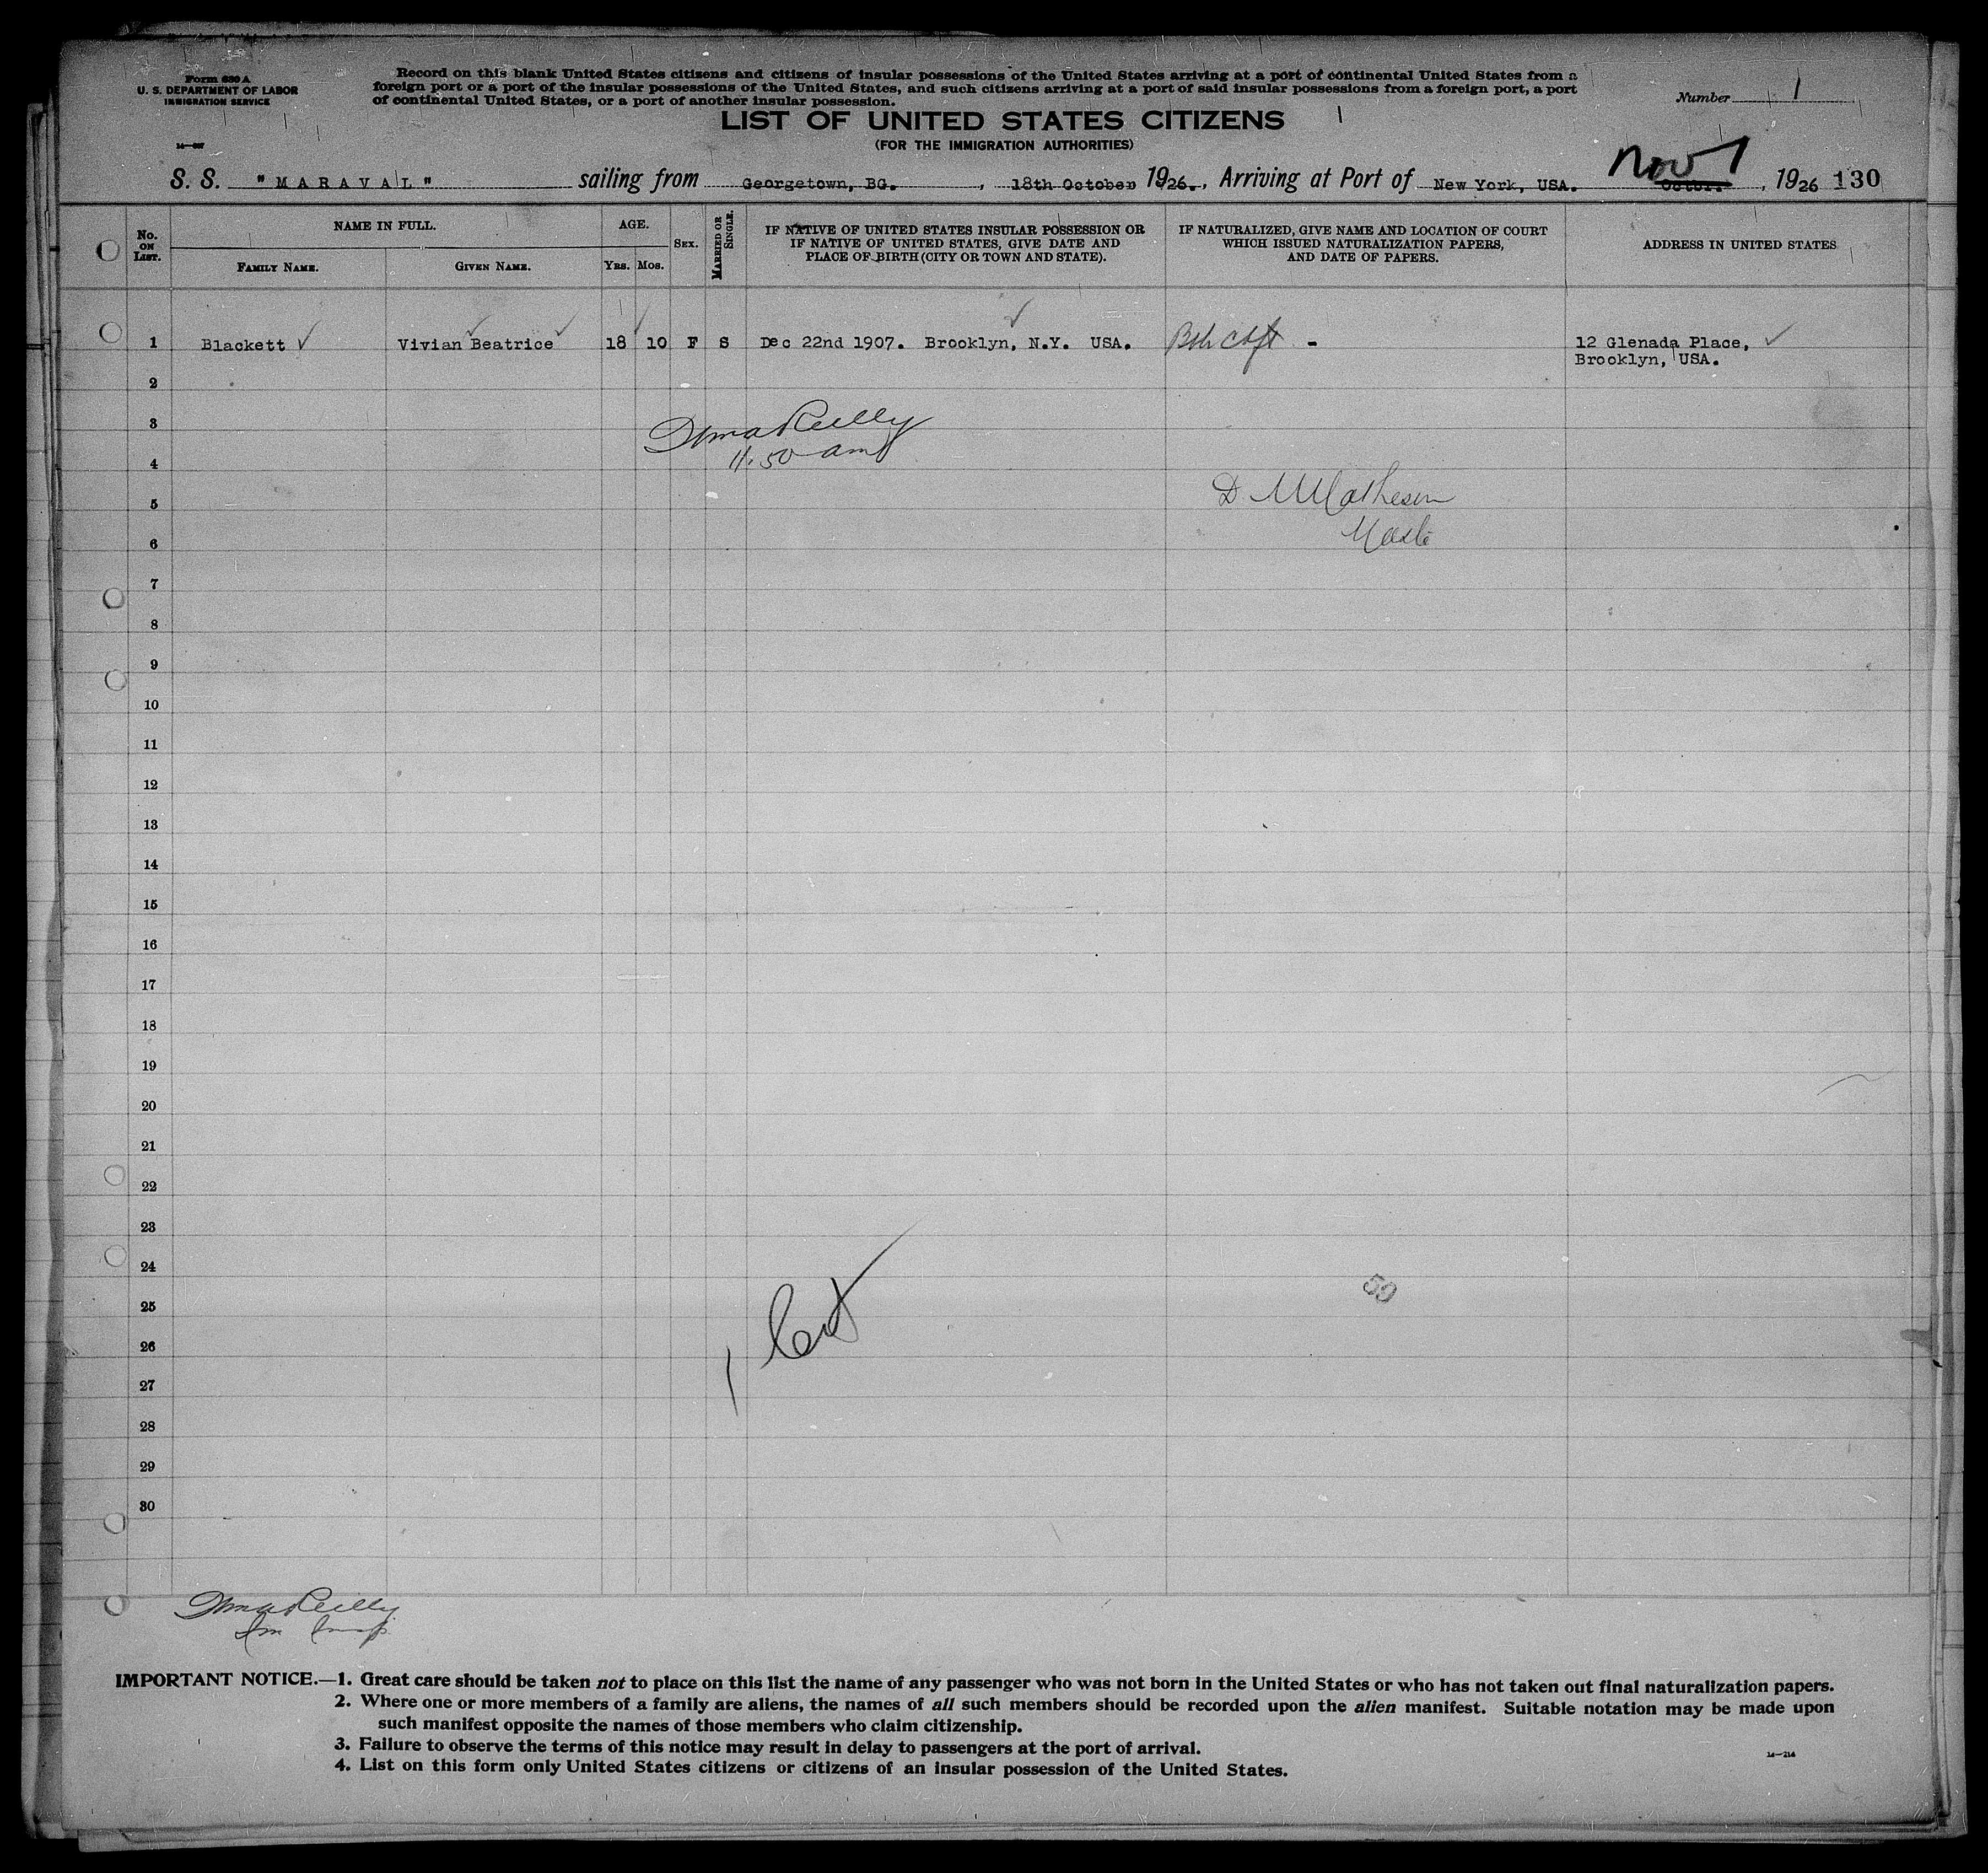 Form 630 A
U. S. DEPARTMENT OF LABOR
IMMIGRATION SERVICE
Record on this blank United States citizens and citizens of insular possessions of the United States arriving at a port of continental United States from a
foreign port or a port of the insular possessions of the United States, and such citizens arriving at a port of said insular possessions from a foreign port, a port
of continental United States, or a port of another insular possession.
Number 1
LIST OF UNITED STATES CITIZENS
(FOR THE IMMIGRATION AUTHORITIES)
S. S. "MARAVAL" sailing from Georgetown, BG., 18th October 1926., Arriving at Port of New York, USA. Nov 1, 1926 130
No. ON LIST.
NAME IN FULL.
FAMILY NAME.
GIVEN NAME.
AGE.
YRS. MOS.
SEX.
MARRIED OR SINGLE.
IF NATIVE OF UNITED STATES INSULAR POSSESSION OR
IF NATIVE OF UNITED STATES, GIVE DATE AND
PLACE OF BIRTH (CITY OR TOWN AND STATE).
IF NATURALIZED, GIVE NAME AND LOCATION OF COURT
WHICH ISSUED NATURALIZATION PAPERS,
AND DATE OF PAPERS.
ADDRESS IN UNITED STATES
1 Blackett Vivian Beatrice 18 10 F S Dec 22nd 1907. Brooklyn, N.Y. USA. - 12 Glenada Place,
Brooklyn, USA.
2
3 Reilly
4 11.50 am
5 D Matheson
6
7
8
9
10
11
12
13
14
15
16
17
18
19
20
21
22
23
24
25 59
26 1
27
28
29
30
Reilly
IMPORTANT NOTICE.—1. Great care should be taken not to place on this list the name of any passenger who was not born in the United States or who has not taken out final naturalization papers.
2. Where one or more members of a family are aliens, the names of all such members should be recorded upon the alien manifest. Suitable notation may be made upon
such manifest opposite the names of those members who claim citizenship.
3. Failure to observe the terms of this notice may result in delay to passengers at the port of arrival.
4. List on this form only United States citizens or citizens of an insular possession of the United States.
14—214